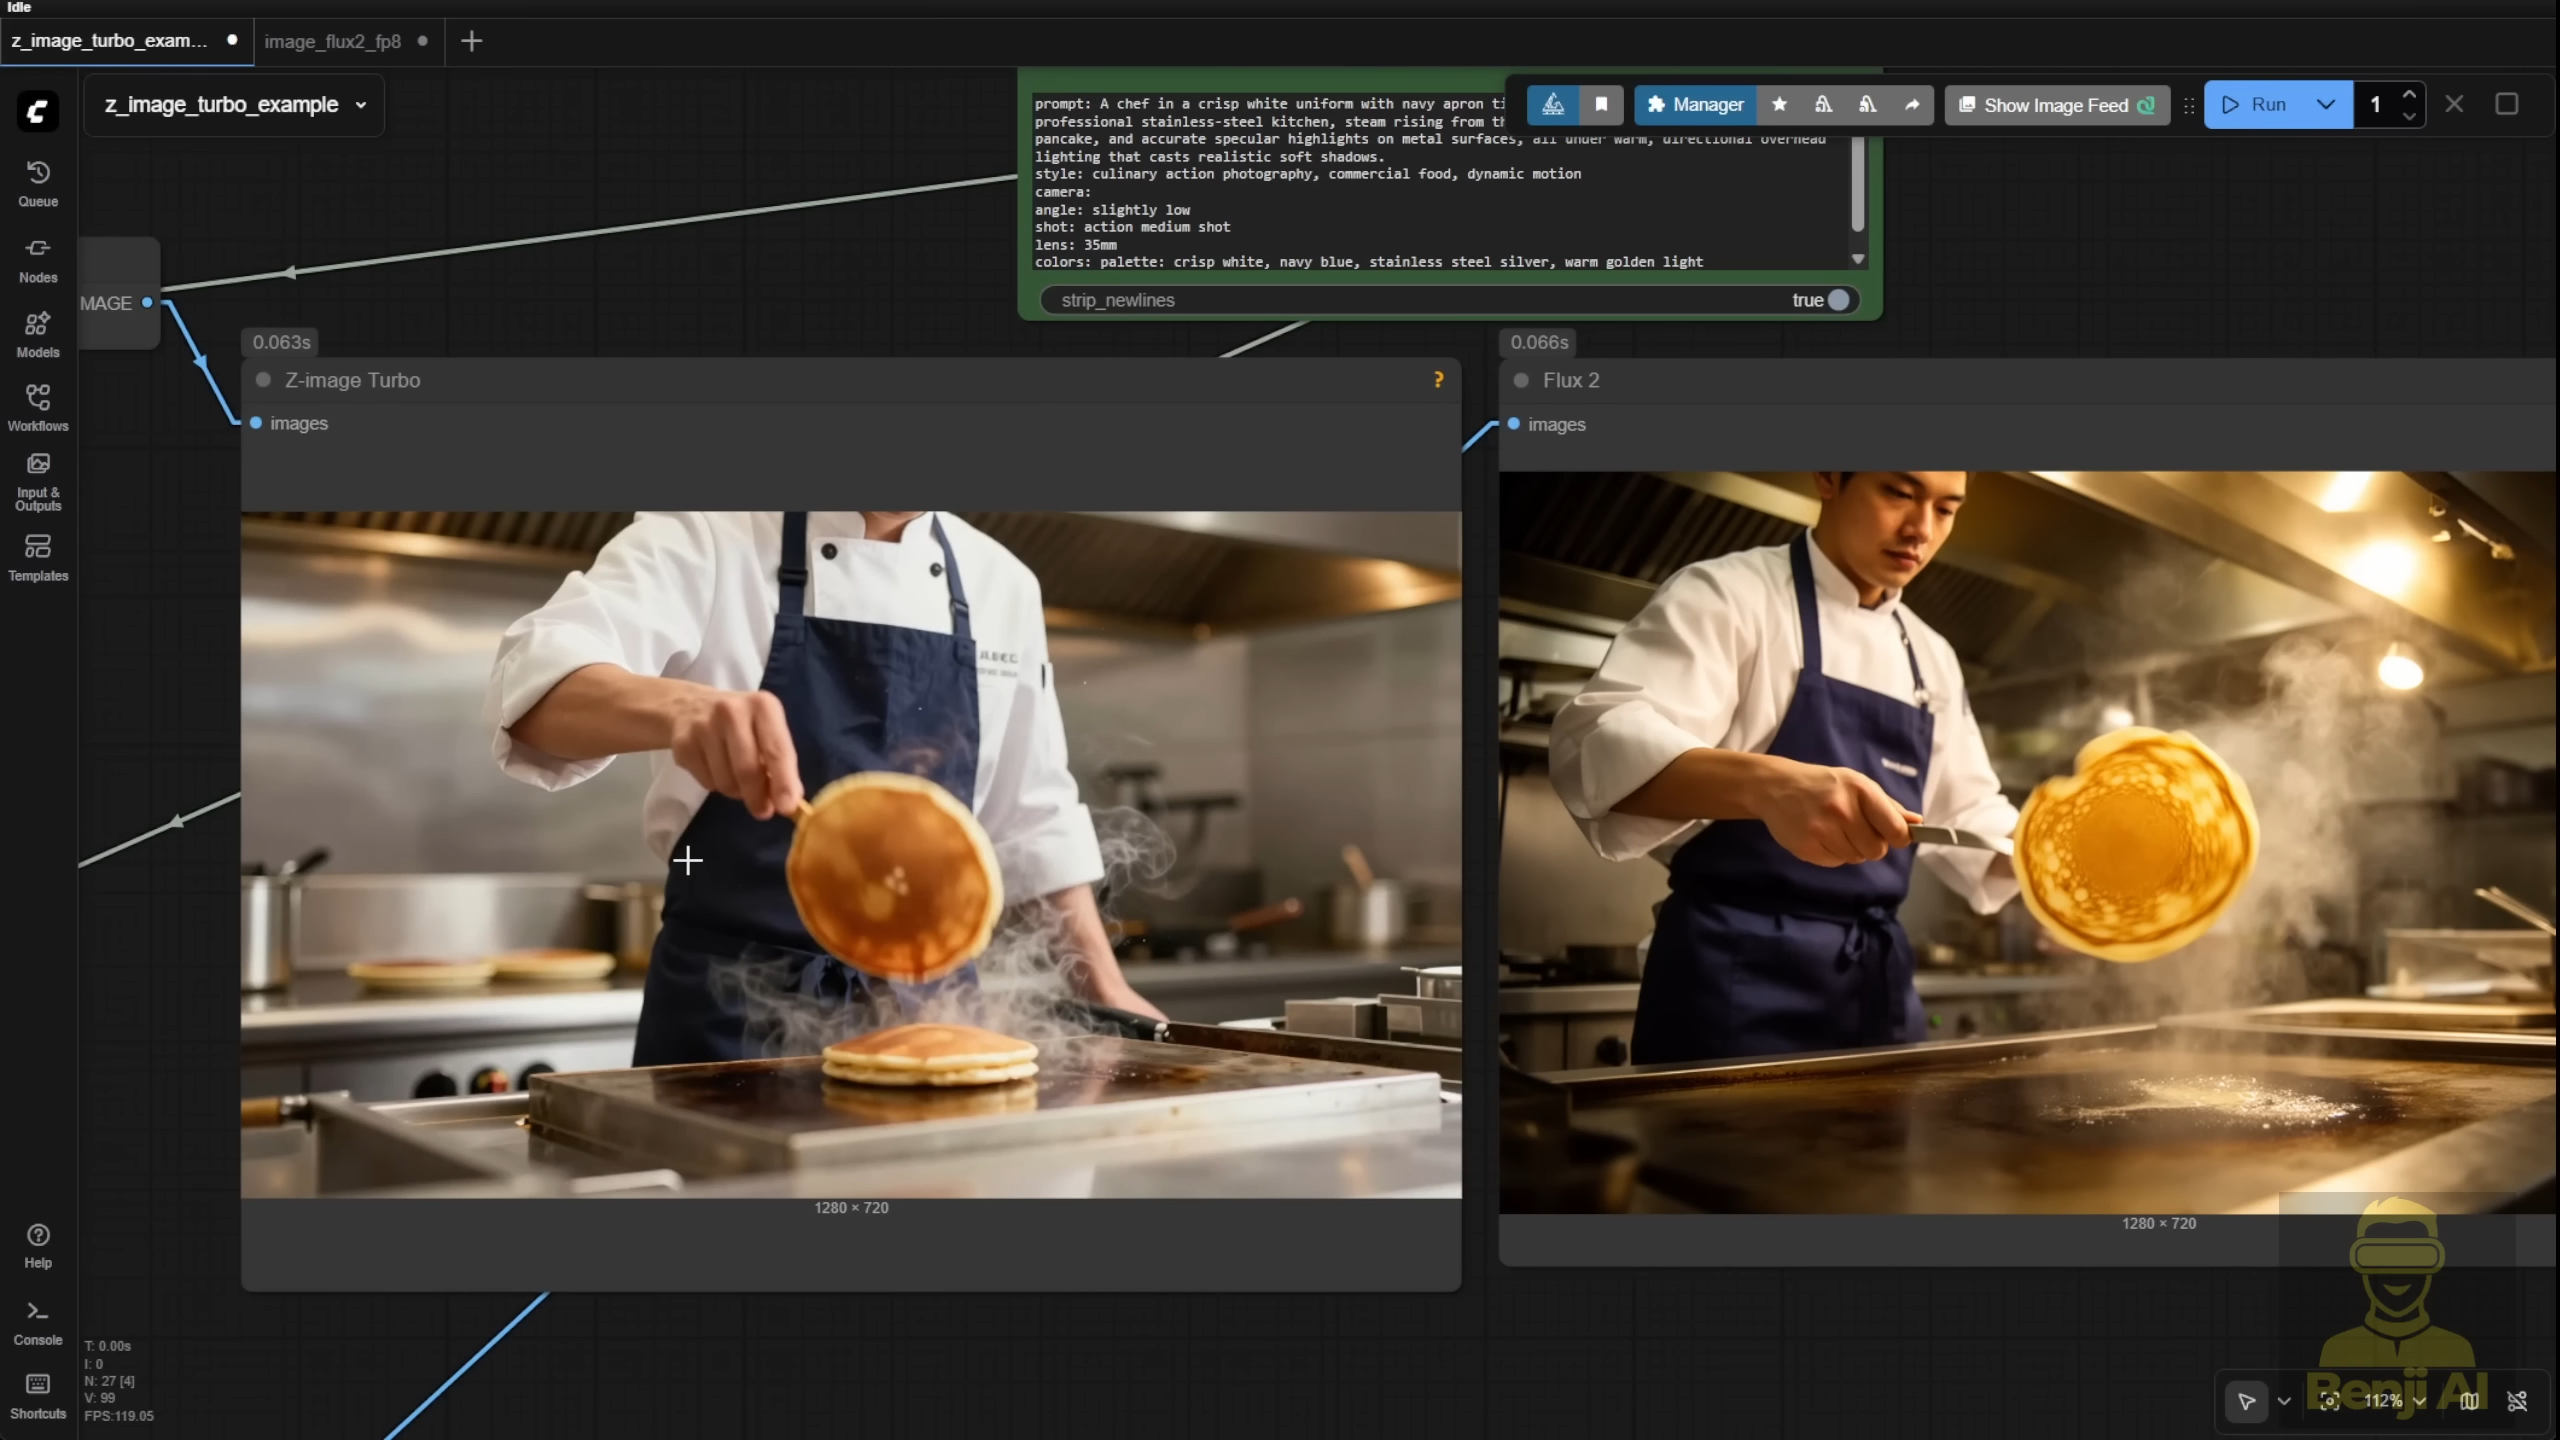 Idle
z_image_turbo_exam...
image_flux2_fp8
z_image_turbo_example
prompt: A chef in a crisp white uniform with navy apron
professional stainless-steel kitchen, steam rising from
pancake, and accurate specular highlights on metal surfaces, all under warm, directional overhead
lighting that casts realistic soft shadows.
style: culinary action photography, commercial food, dynamic motion
camera:
angle: slightly low
shot: action medium shot
lens: 35mm
colors: palette: crisp white, navy blue, stainless steel silver, warm golden light
strip_newlines
true
Manager
Show Image Feed
Run
1
Queue
Nodes
Models
Workflows
Input &
Outputs
Templates
Help
Console
Shortcuts
MAGE
0.063s
Z-image Turbo
?
images
1280 × 720
0.066s
Flux 2
images
1280 × 720
T: 0.00s
I: 0
N: 27 [4]
V: 99
FPS:119.05
Benji AI
112%